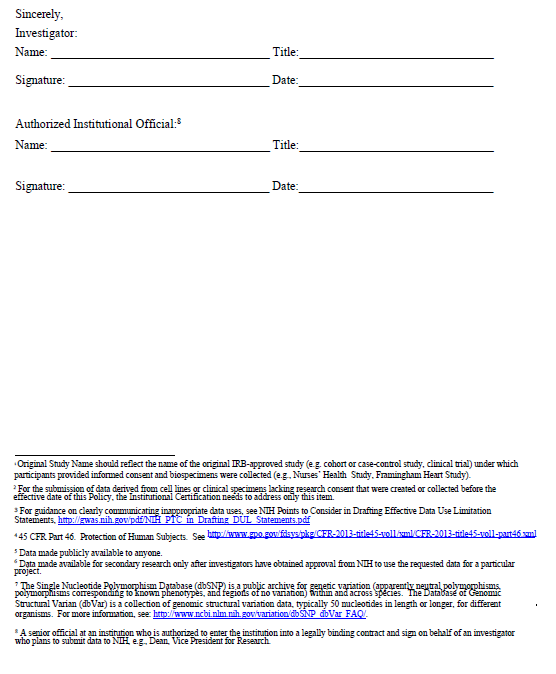 Sincerely,
Investigator:
Name: ________________________________ Title: ____________________________
Signature: _____________________________ Date: ____________________________
Authorized Institutional Official:⁸
Name: ________________________________ Title: ____________________________
Signature: _____________________________ Date: ____________________________
¹ Original Study Name should reflect the name of the original IRB-approved study (e.g. cohort or case-control study, clinical trial) under which
participants provided informed consent and biospecimens were collected (e.g., Nurses’ Health Study, Framingham Heart Study).
² For the submission of data derived from cell lines or clinical specimens lacking research consent that were created or collected before the
effective date of this Policy, the Institutional Certification needs to address only this item.
³ For guidance on clearly communicating inappropriate data uses, see NIH Points to Consider in Drafting Effective Data Use Limitation
Statements, http://gwas.nih.gov/pdf/NIH_PTC_in_Drafting_DUL_Statements.pdf
⁴ 45 CFR Part 46. Protection of Human Subjects. See http://www.gpo.gov/fdsys/pkg/CFR-2013-title45-vol1/xml/CFR-2013-title45-vol1-part46.xml
⁵ Data made publicly available to anyone.
⁶ Data made available for secondary research only after investigators have obtained approval from NIH to use the requested data for a particular
project.
⁷ The Single Nucleotide Polymorphism Database (dbSNP) is a public archive for genetic variation (apparently neutral polymorphisms,
polymorphisms corresponding to known phenotypes, and regions of no variation) within and across species. The Database of Genomic
Structural Varian (dbVar) is a collection of genomic structural variation data, typically 50 nucleotides in length or longer, for different
organisms. For more information, see: http://www.ncbi.nlm.nih.gov/variation/dbSNP_dbVar_FAQ/.
⁸ A senior official at an institution who is authorized to enter the institution into a legally binding contract and sign on behalf of an investigator
who plans to submit data to NIH, e.g., Dean, Vice President for Research.